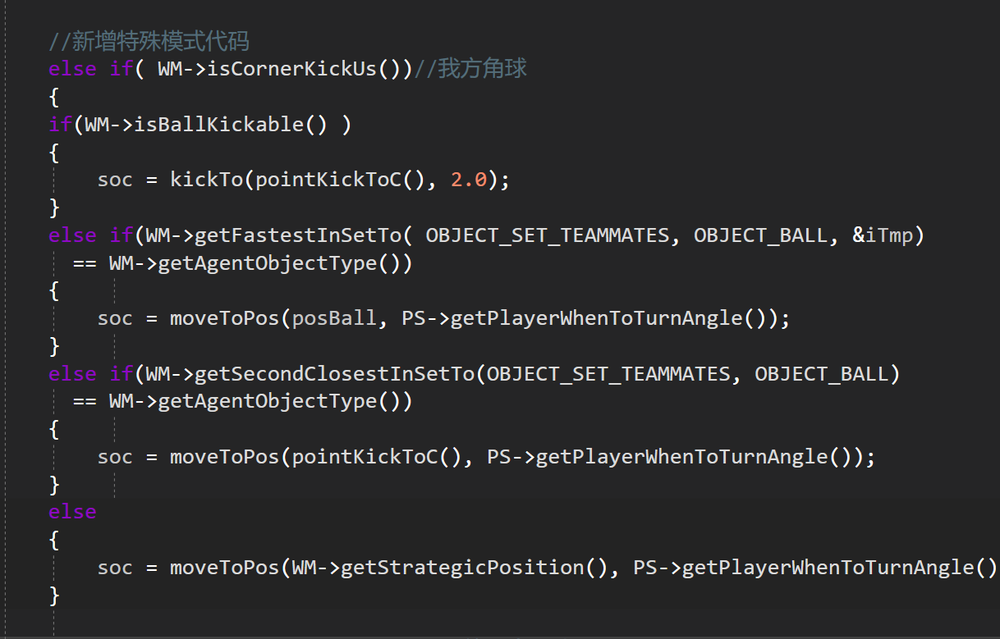 //新增特殊模式代码
else if( WM->isCornerKickUs())//我方角球
{
if(WM->isBallKickable() )
{
soc = kickTo(pointKickToC(), 2.0);
}
else if(WM->getFastestInSetTo( OBJECT_SET_TEAMMATES, OBJECT_BALL, &iTmp)
== WM->getAgentObjectType())
{
soc = moveToPos(posBall, PS->getPlayerWhenToTurnAngle());
}
else if(WM->getSecondClosestInSetTo(OBJECT_SET_TEAMMATES, OBJECT_BALL)
== WM->getAgentObjectType())
{
soc = moveToPos(pointKickToC(), PS->getPlayerWhenToTurnAngle());
}
else
{
soc = moveToPos(WM->getStrategicPosition(), PS->getPlayerWhenToTurnAngle()
}